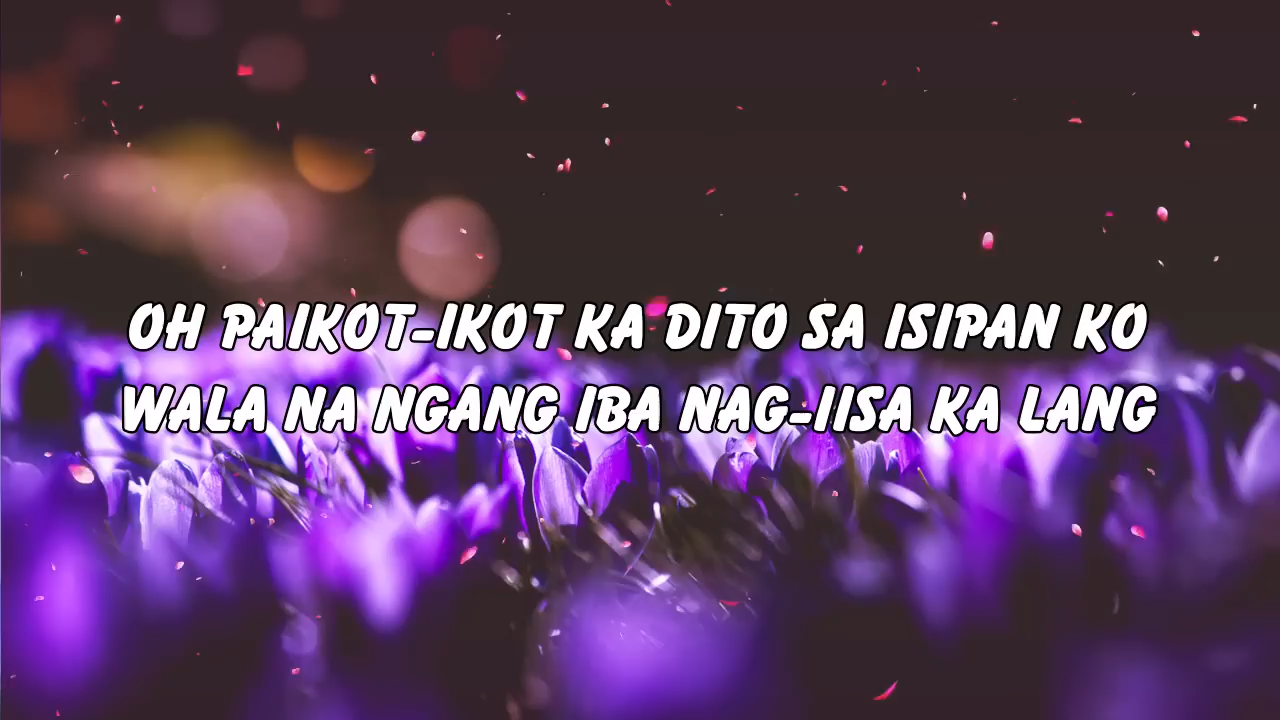 OH PAIKOT-IKOT KA DITO SA ISIPAN KO
WALA NA NGANG IBA NAG-IISA KA LANG